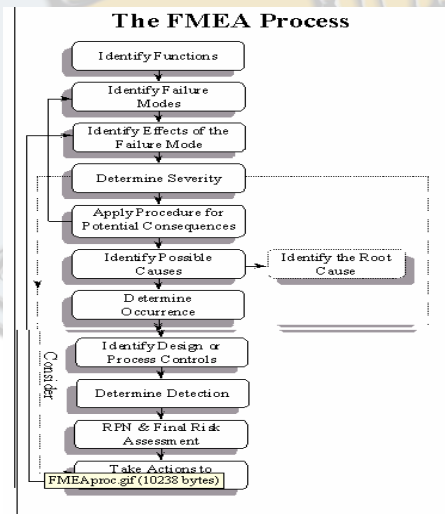 The FMEA Process
Identify Functions
Identify Failure
Modes
Identify Effects of the
Failure Mode
Determine Severity
Apply Procedure for
Potential Consequences
Identify Possible
Causes
Identify the Root
Cause
Determine
Occurrence
Identify Design or
Process Controls
Consider
Determine Detection
RPN & Final Risk
Assessment
Take Actions to
FMEAproc.gif (10238 bytes)